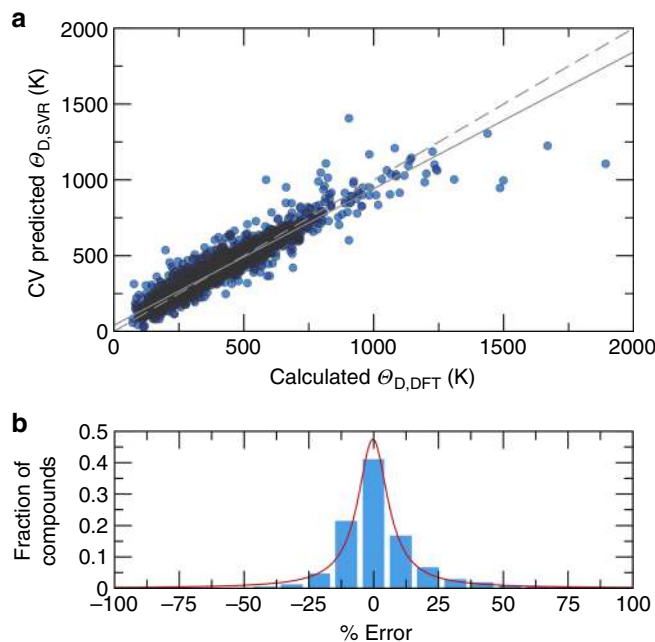 a
2000
1500
1000
500
0
CV predicted Θ_D,SVR (K)
0 500 1000 1500 2000
Calculated Θ_D,DFT (K)
b
0.5
0.4
0.3
0.2
0.1
0
Fraction of
compounds
–100 –75 –50 –25 0 25 50 75 100
% Error